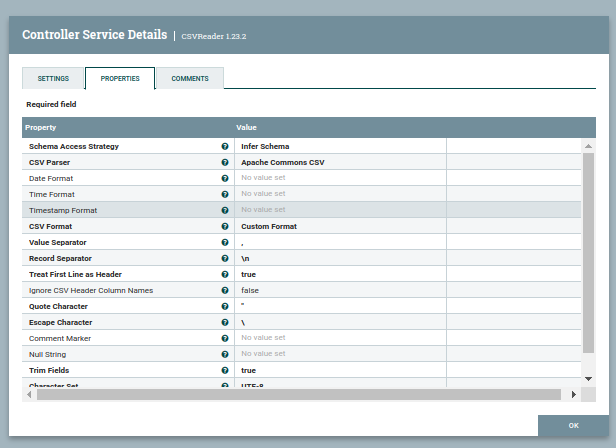 Controller Service Details | CSVReader 1.23.2
SETTINGS PROPERTIES COMMENTS
Required field
Property Value
Schema Access Strategy Infer Schema
CSV Parser Apache Commons CSV
Date Format No value set
Time Format No value set
Timestamp Format No value set
CSV Format Custom Format
Value Separator ,
Record Separator \n
Treat First Line as Header true
Ignore CSV Header Column Names false
Quote Character "
Escape Character \
Comment Marker No value set
Null String No value set
Trim Fields true
Character Set UTF-8
OK